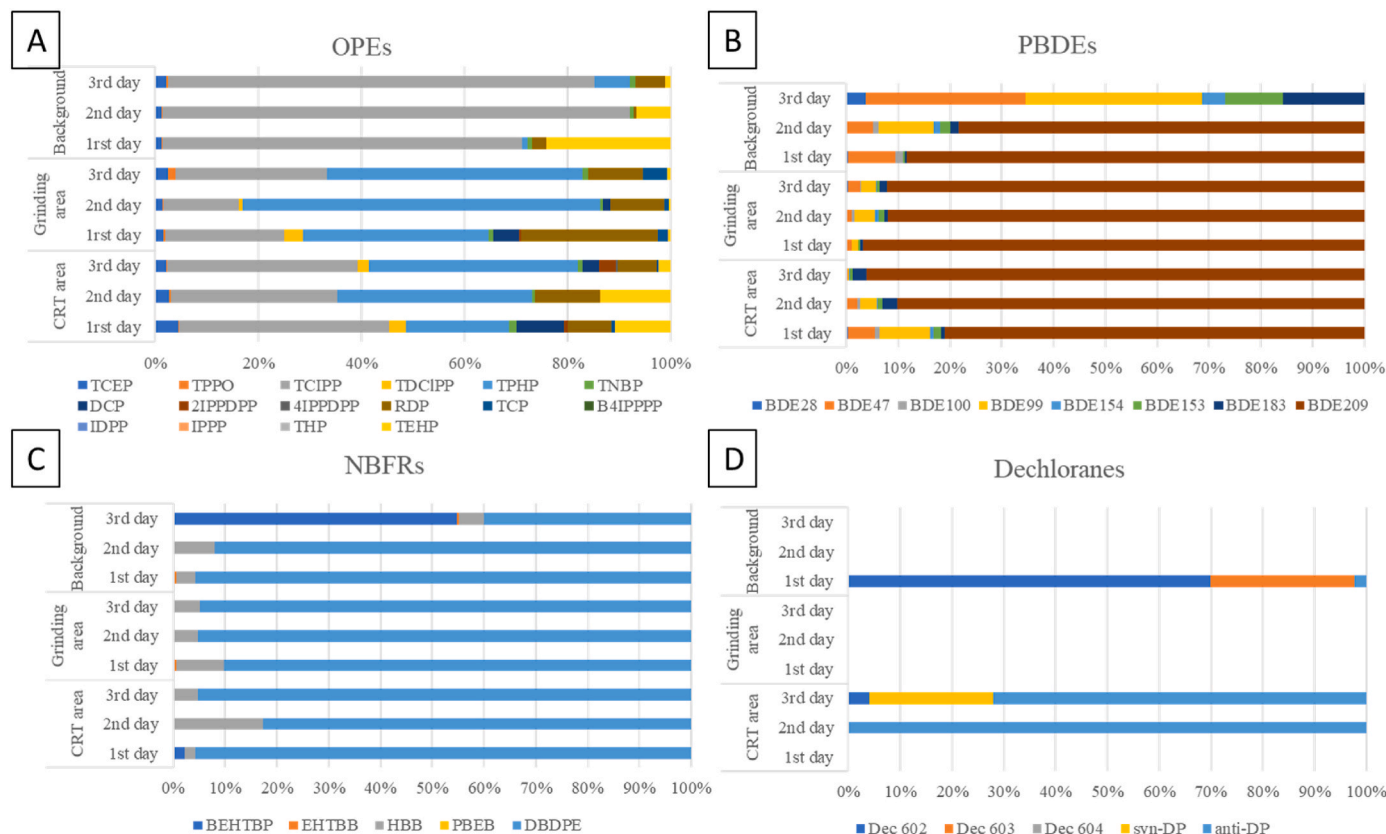 A
OPEs
Background
3rd day
2nd day
1rst day
Grinding area
3rd day
2nd day
1rst day
CRT area
3rd day
2nd day
1rst day
0% 20% 40% 60% 80% 100%
TCEP TPPO TCIPP TDCIPP TPHP TNBP
DCP 2IPPDPP 4IPPDPP RDP TCP B4IPPPP
IDPP IPPP THP TEHP
B
PBDEs
Background
3rd day
2nd day
1st day
Grinding area
3rd day
2nd day
1st day
CRT area
3rd day
2nd day
1st day
0% 10% 20% 30% 40% 50% 60% 70% 80% 90% 100%
BDE28 BDE47 BDE100 BDE99 BDE154 BDE153 BDE183 BDE209
C
NBFRs
Background
3rd day
2nd day
1st day
Grinding area
3rd day
2nd day
1st day
CRT area
3rd day
2nd day
1st day
0% 10% 20% 30% 40% 50% 60% 70% 80% 90% 100%
BEHTBP EHTBB HBB PBEB DBDPE
D
Dechloranes
Background
3rd day
2nd day
1st day
Grinding area
3rd day
2nd day
1st day
CRT area
3rd day
2nd day
1st day
0% 10% 20% 30% 40% 50% 60% 70% 80% 90% 100%
Dec 602 Dec 603 Dec 604 syn-DP anti-DP